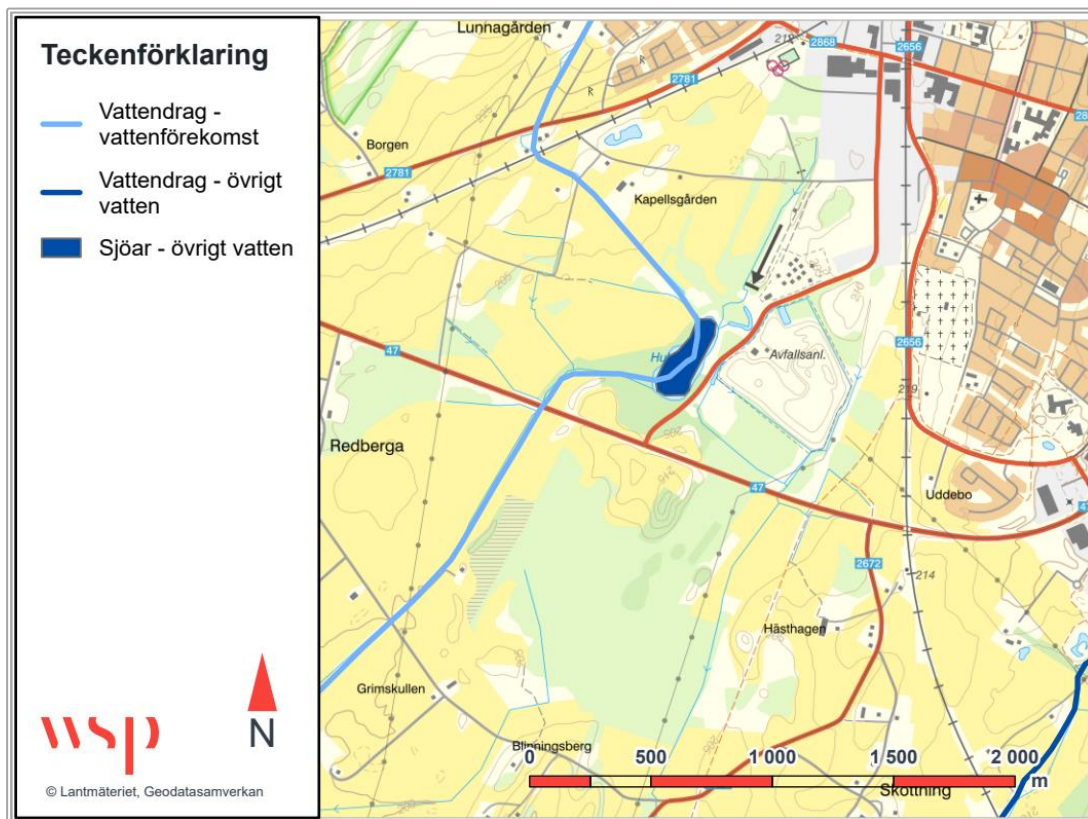 Teckenförklaring
Vattendrag -
vattenförekomst
Vattendrag - övrigt
vatten
Sjöar - övrigt vatten
wsp
N
© Lantmäteriet, Geodatasamverkan
Lunnagården
212
2868
2656
2781
Borgen
2781
Kapellsgården
47
2656
Avfallsanl.
219
Redberga
47
Uddebo
2672
214
Hästhagen
Grimskullen
Blinningsberg
0 500 1 000 1 500 2 000
m
Skottning